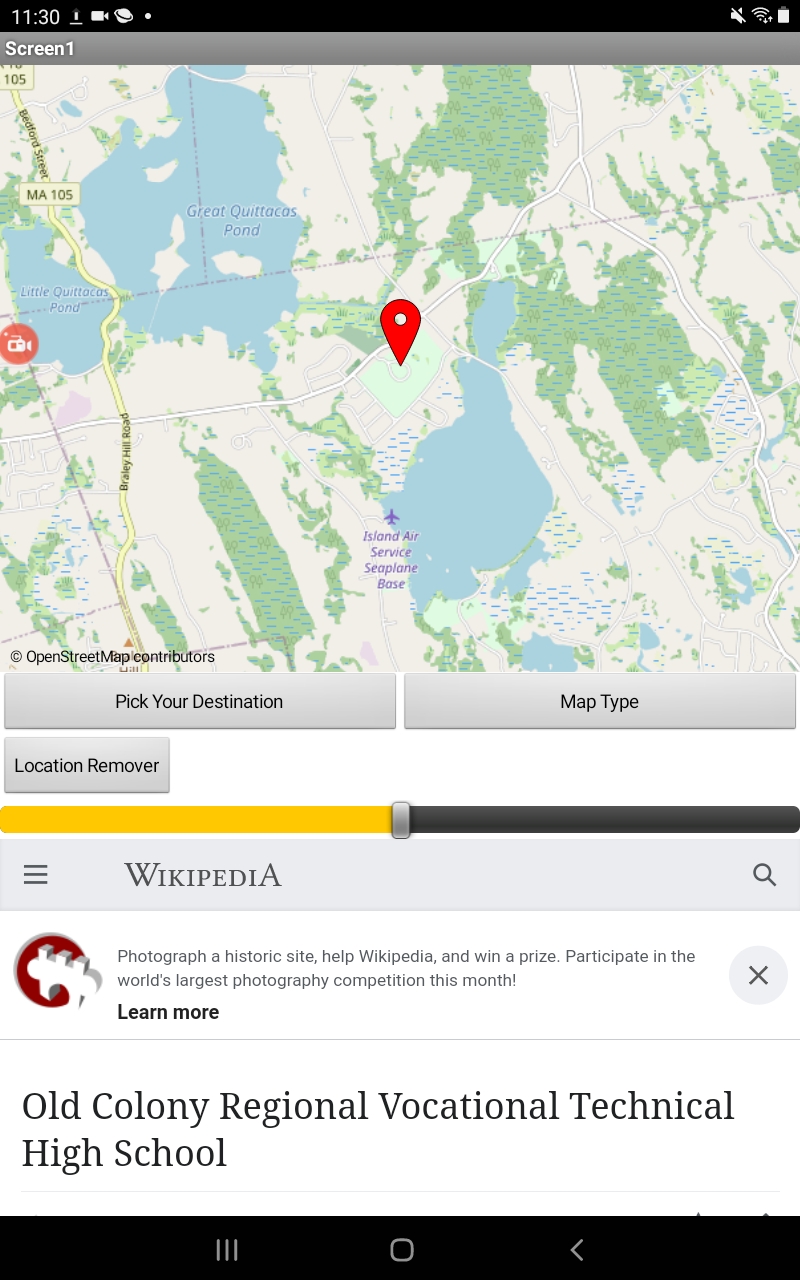 11:30
Screen1
105
Bedford Street
MA 105
Great Quittacas
Pond
Little Quittacas
Pond
Braley Hill Road
Island Air
Service
Seaplane
Base
Hill
© OpenStreetMap contributors
Pick Your Destination
Map Type
Location Remover
WIKIPEDIA
Photograph a historic site, help Wikipedia, and win a prize. Participate in the
world's largest photography competition this month!
Learn more
Old Colony Regional Vocational Technical
High School